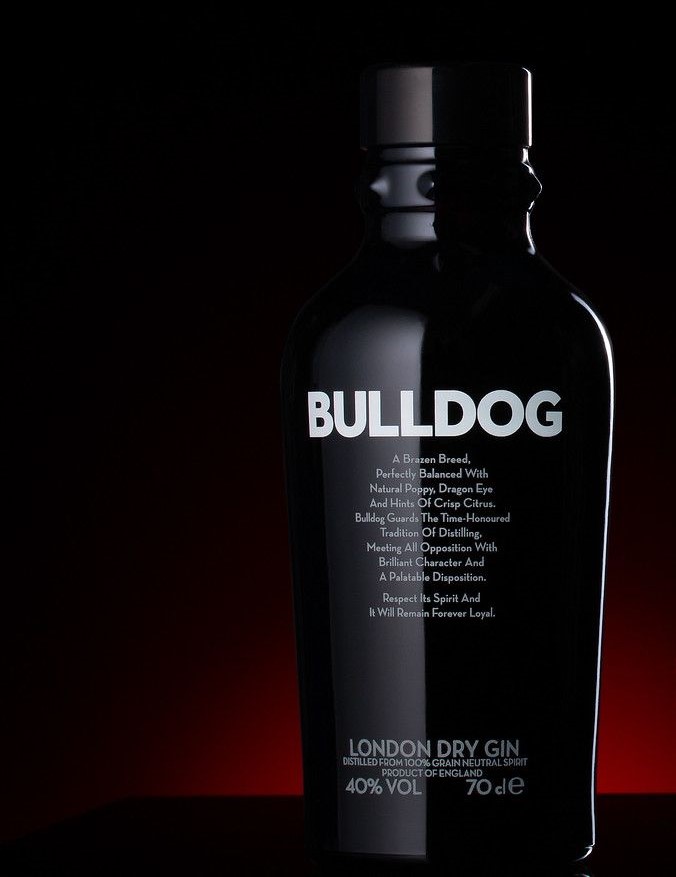 BULLDOG
A Brazen Breed,
Perfectly Balanced With
Natural Poppy, Dragon Eye
And Hints Of Crisp Citrus.
Bulldog Guards The Time-Honoured
Tradition Of Distilling,
Meeting All Opposition With
Brilliant Character And
A Palatable Disposition.
Respect Its Spirit And
It Will Remain Forever Loyal.
LONDON DRY GIN
DISTILLED FROM 100% GRAIN NEUTRAL SPIRIT
PRODUCT OF ENGLAND
40% VOL 70 cl e